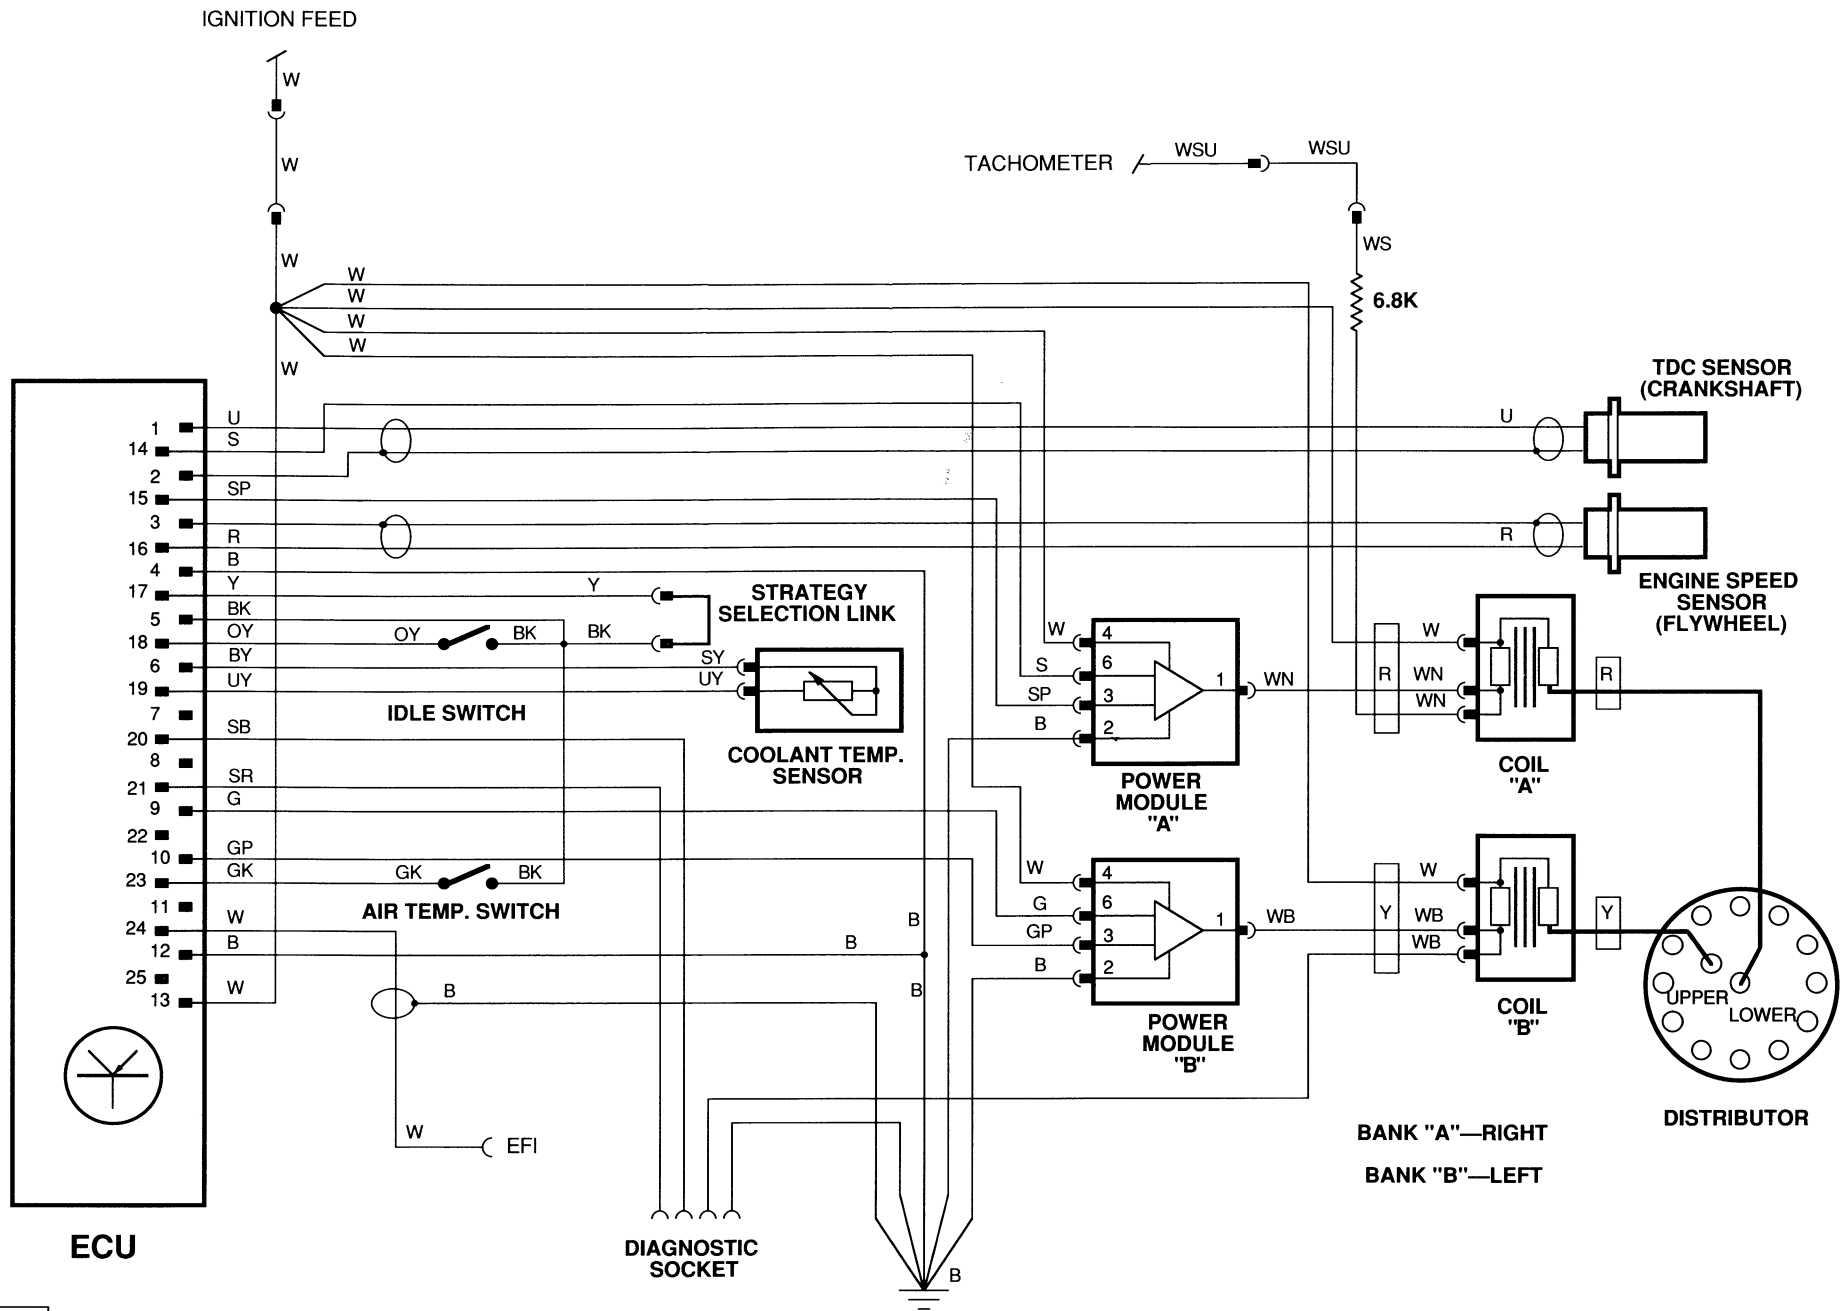 IGNITION FEED
W
W
W
W
W
W
W
W
TACHOMETER
WSU
WSU
WS
6.8K
TDC SENSOR
(CRANKSHAFT)
ENGINE SPEED
SENSOR
(FLYWHEEL)
U
R
1
U
14
S
2
15
SP
3
16
R
4
B
17
Y
Y
5
BK
18
OY
OY
BK
BK
6
BY
SY
19
UY
UY
7
20
SB
8
21
SR
9
G
22
10
GP
23
GK
GK
BK
11
24
W
12
B
B
25
13
W
STRATEGY
SELECTION LINK
IDLE SWITCH
COOLANT TEMP.
SENSOR
AIR TEMP. SWITCH
B
B
B
W
EFI
ECU
DIAGNOSTIC
SOCKET
B
W
4
S
6
SP
3
B
2
1
WN
POWER
MODULE
"A"
W
4
G
6
GP
3
B
2
1
WB
POWER
MODULE
"B"
R
W
WN
WN
COIL
"A"
R
Y
W
WB
WB
COIL
"B"
Y
UPPER
LOWER
DISTRIBUTOR
BANK "A"—RIGHT
BANK "B"—LEFT